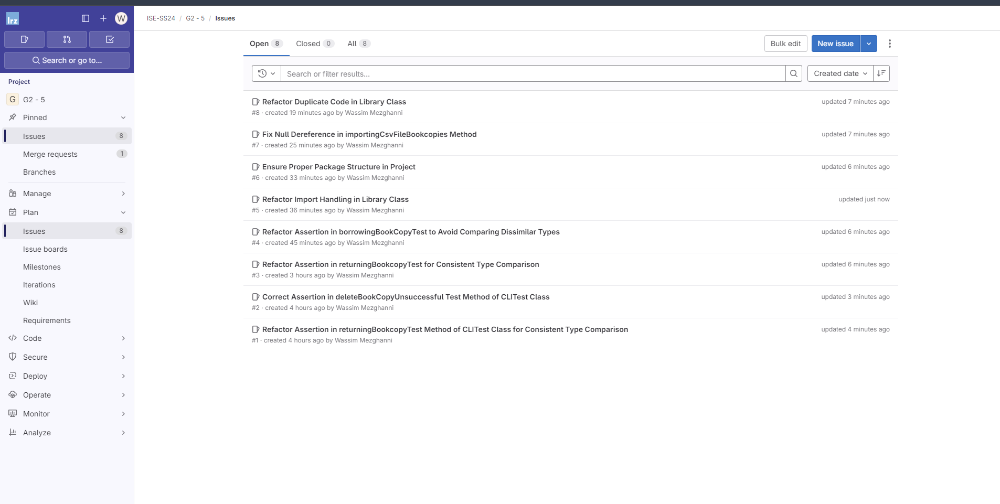 lrz
W
Search or go to...
Project
G
G2 - 5
Pinned
Issues 8
Merge requests 1
Branches
Manage
Plan
Issues 8
Issue boards
Milestones
Iterations
Wiki
Requirements
Code
Secure
Deploy
Operate
Monitor
Analyze
ISE-SS24 / G2 - 5 / Issues
Open 8 Closed 0 All 8
Bulk edit New issue
Search or filter results...
Created date
Refactor Duplicate Code in Library Class updated 7 minutes ago
#8 · created 19 minutes ago by Wassim Mezghanni
Fix Null Dereference in importingCsvFileBookcopies Method updated 7 minutes ago
#7 · created 25 minutes ago by Wassim Mezghanni
Ensure Proper Package Structure in Project updated 6 minutes ago
#6 · created 33 minutes ago by Wassim Mezghanni
Refactor Import Handling in Library Class updated just now
#5 · created 36 minutes ago by Wassim Mezghanni
Refactor Assertion in borrowingBookCopyTest to Avoid Comparing Dissimilar Types updated 6 minutes ago
#4 · created 45 minutes ago by Wassim Mezghanni
Refactor Assertion in returningBookcopyTest for Consistent Type Comparison updated 6 minutes ago
#3 · created 3 hours ago by Wassim Mezghanni
Correct Assertion in deleteBookCopyUnsuccessful Test Method of CLITest Class updated 3 minutes ago
#2 · created 4 hours ago by Wassim Mezghanni
Refactor Assertion in returningBookcopyTest Method of CLITest Class for Consistent Type Comparison updated 4 minutes ago
#1 · created 4 hours ago by Wassim Mezghanni